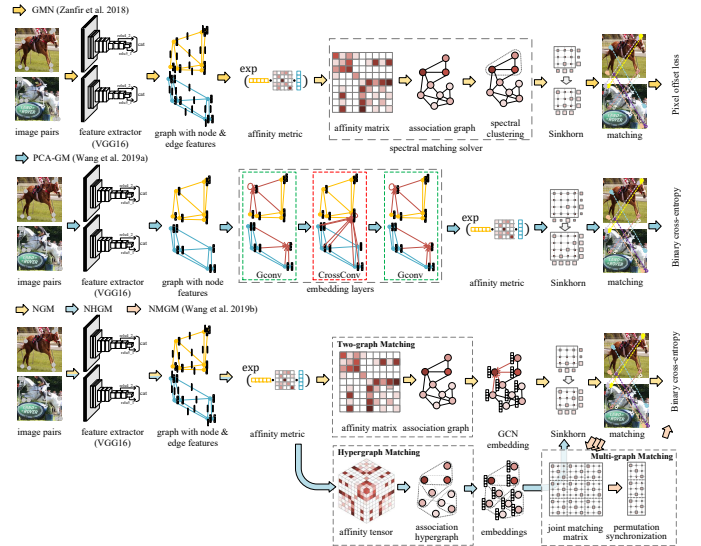 GMN (Zanfir et al. 2018)
cat
exp
image pairs
feature extractor
(VGG16)
graph with node &
edge features
affinity metric
affinity matrix
association graph
spectral
clustering
spectral matching solver
Sinkhorn
matching
Pixel offset loss
PCA-GM (Wang et al. 2019a)
cat
image pairs
feature extractor
(VGG16)
graph with node
features
Gconv
CrossConv
Gconv
embedding layers
exp
affinity metric
Sinkhorn
matching
Binary cross-entropy
NGM
NHGM
NMGM (Wang et al. 2019b)
cat
image pairs
feature extractor
(VGG16)
graph with node &
edge features
exp
affinity metric
Two-graph Matching
affinity matrix
association graph
GCN
embedding
Sinkhorn
matching
Binary cross-entropy
Hypergraph Matching
affinity tensor
association
hypergraph
embeddings
Multi-graph Matching
joint matching
matrix
permutation
synchronization